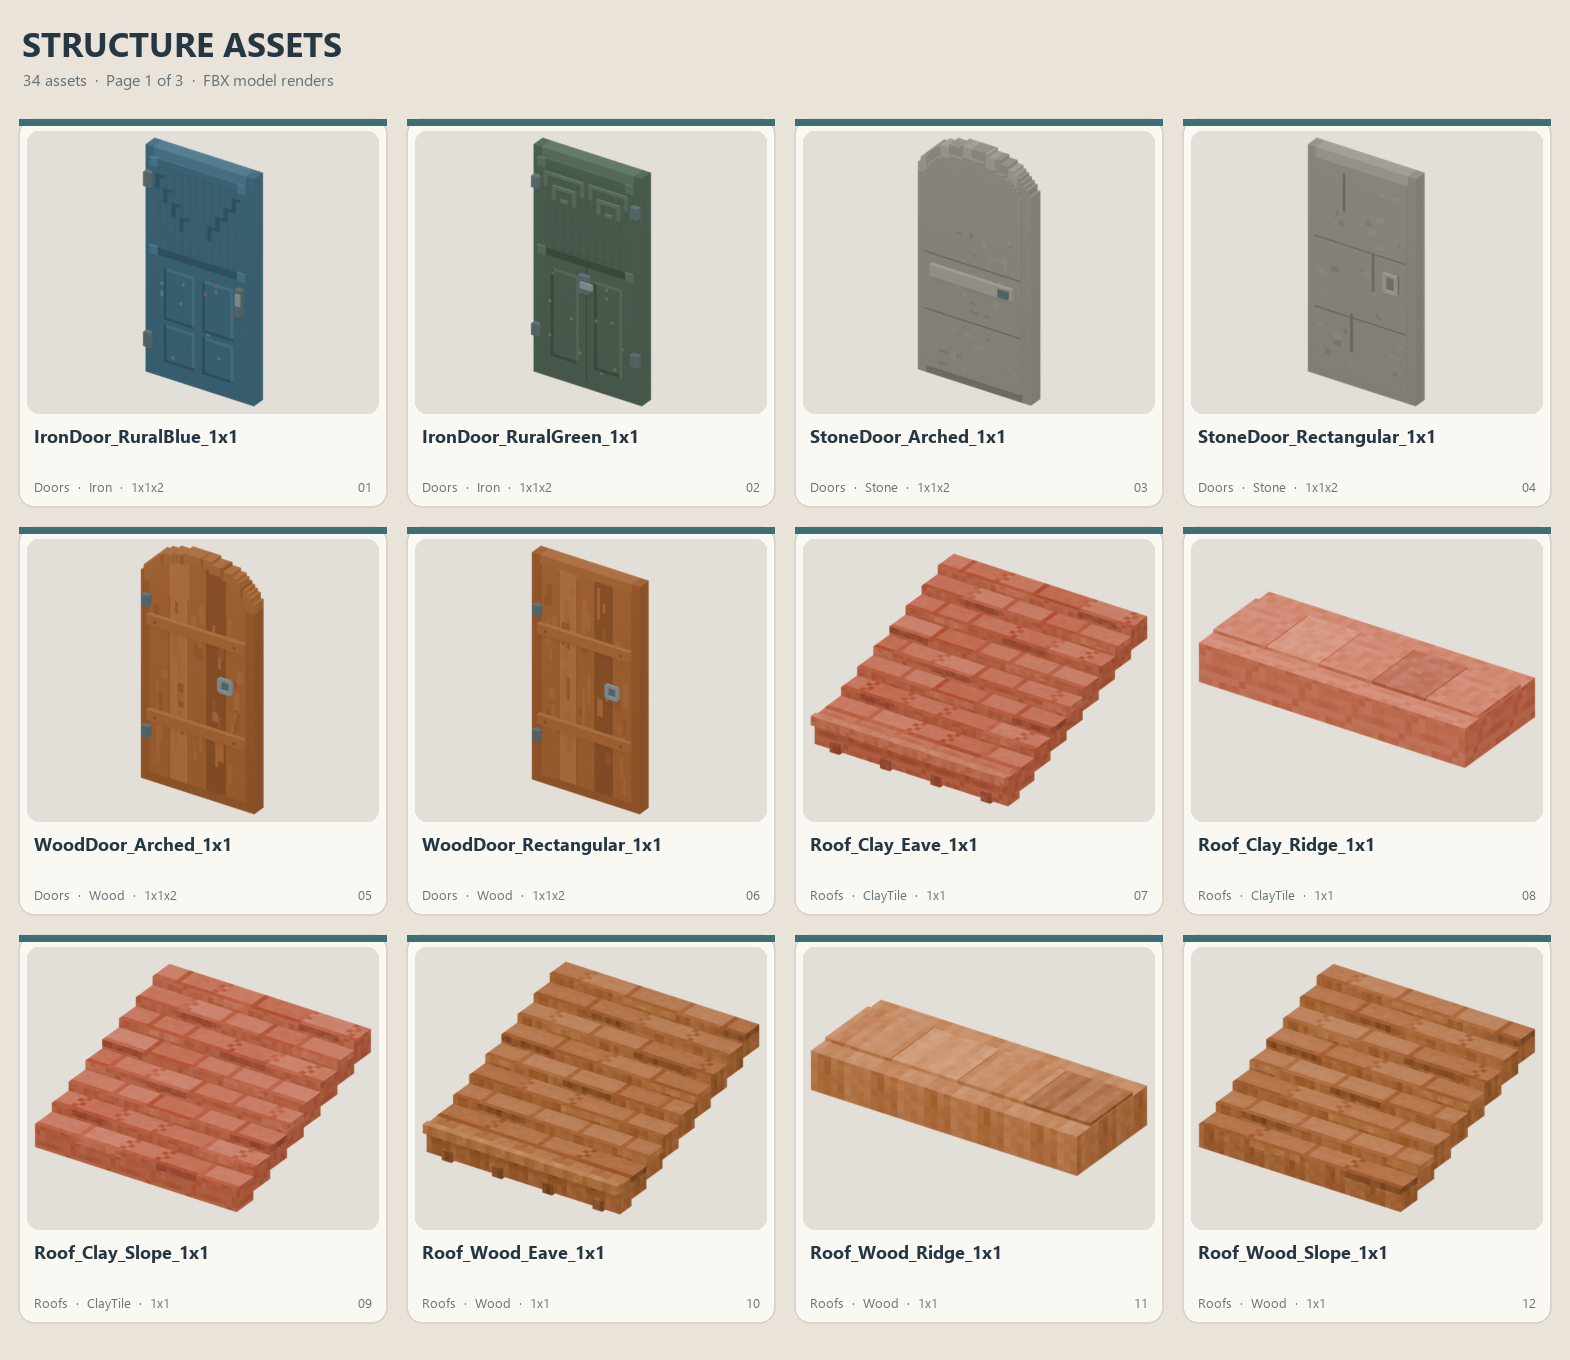 STRUCTURE ASSETS
34 assets · Page 1 of 3 · FBX model renders
IronDoor_RuralBlue_1x1
Doors · Iron · 1x1x2 01
IronDoor_RuralGreen_1x1
Doors · Iron · 1x1x2 02
StoneDoor_Arched_1x1
Doors · Stone · 1x1x2 03
StoneDoor_Rectangular_1x1
Doors · Stone · 1x1x2 04
WoodDoor_Arched_1x1
Doors · Wood · 1x1x2 05
WoodDoor_Rectangular_1x1
Doors · Wood · 1x1x2 06
Roof_Clay_Eave_1x1
Roofs · ClayTile · 1x1 07
Roof_Clay_Ridge_1x1
Roofs · ClayTile · 1x1 08
Roof_Clay_Slope_1x1
Roofs · ClayTile · 1x1 09
Roof_Wood_Eave_1x1
Roofs · Wood · 1x1 10
Roof_Wood_Ridge_1x1
Roofs · Wood · 1x1 11
Roof_Wood_Slope_1x1
Roofs · Wood · 1x1 12